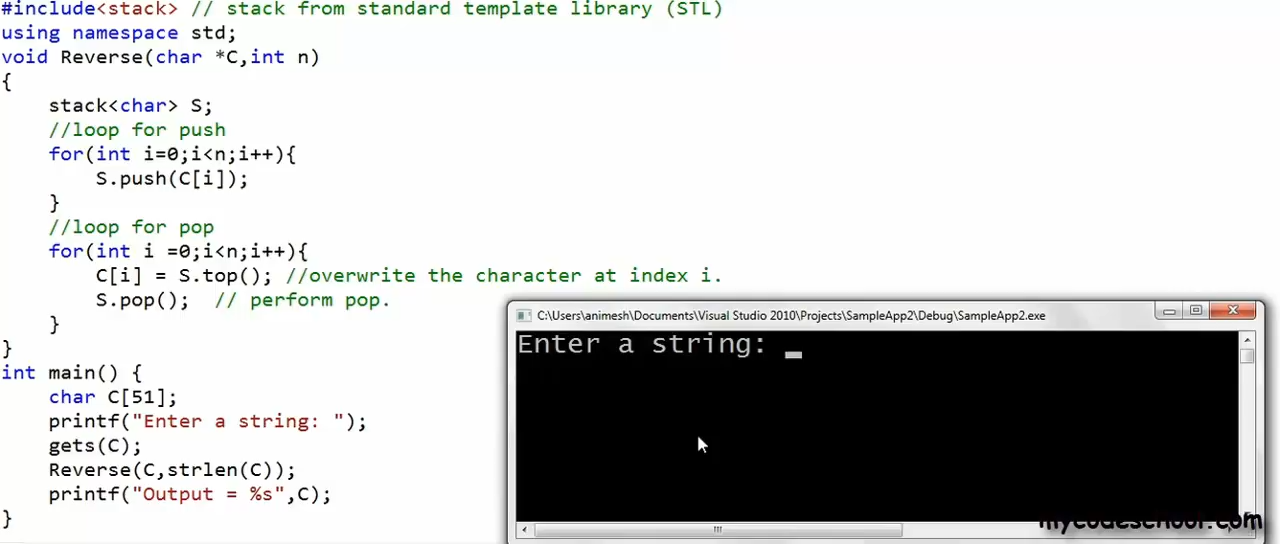 #include<stack> // stack from standard template library (STL)
using namespace std;
void Reverse(char *C,int n)
{
    stack<char> S;
    //loop for push
    for(int i=0;i<n;i++){
        S.push(C[i]);
    }
    //loop for pop
    for(int i =0;i<n;i++){
        C[i] = S.top(); //overwrite the character at index i.
        S.pop();  // perform pop.
    }
}
int main() {
    char C[51];
    printf("Enter a string: ");
    gets(C);
    Reverse(C,strlen(C));
    printf("Output = %s",C);
}
C:\Users\animesh\Documents\Visual Studio 2010\Projects\SampleApp2\Debug\SampleApp2.exe
Enter a string: _
mycodeschool.com